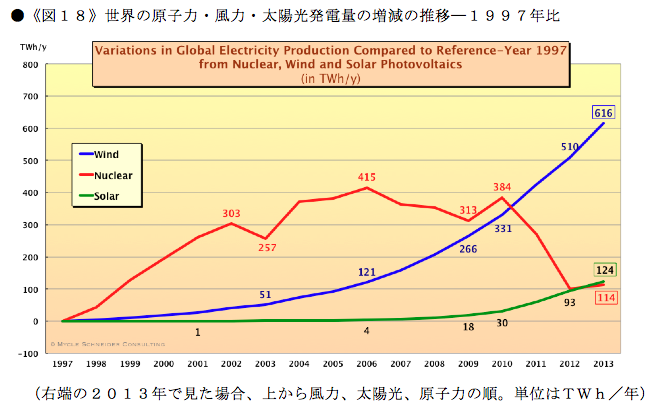 ●《図１８》世界の原子力・風力・太陽光発電量の増減の推移―１９９７年比
TWh/y
Variations in Global Electricity Production Compared to Reference-Year 1997
from Nuclear, Wind and Solar Photovoltaics
(in TWh/y)
800
700
600
500
400
300
200
100
0
-100
Wind
Nuclear
Solar
616
510
415
384
303
313
257
331
266
121
51
124
114
93
1
4
18
30
© Mycle Schneider Consulting
1997 1998 1999 2000 2001 2002 2003 2004 2005 2006 2007 2008 2009 2010 2011 2012 2013
（右端の２０１３年で見た場合、上から風力、太陽光、原子力の順。単位はＴＷｈ／年）